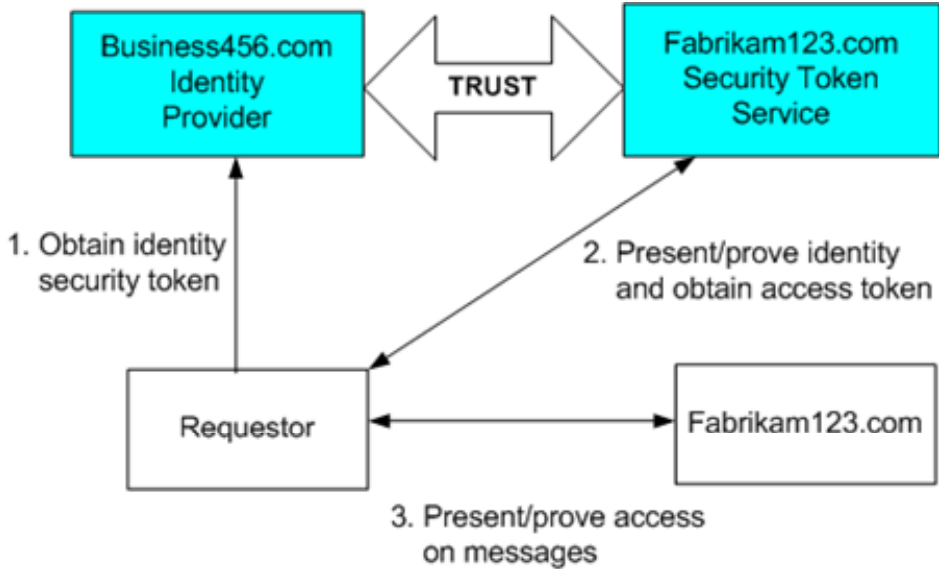 Business456.com
Identity
Provider
TRUST
Fabrikam123.com
Security Token
Service
1. Obtain identity
security token
2. Present/prove identity
and obtain access token
Requestor
Fabrikam123.com
3. Present/prove access
on messages